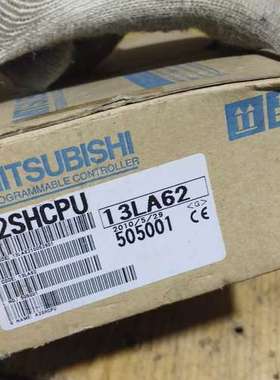 MITSUBISHI
PROGRAMMABLE CONTROLLER
2SHCPU
13LA62
2010/5/29
<G>
505001
CE